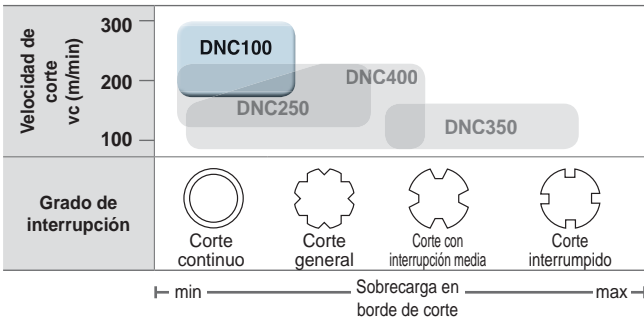 Velocidad de
corte
vc (m/min)
300
200
100
DNC100
DNC400
DNC250
DNC350
Grado de
interrupción
Corte
continuo
Corte
general
Corte con
interrupción media
Corte
interrumpido
min
Sobrecarga en
borde de corte
max